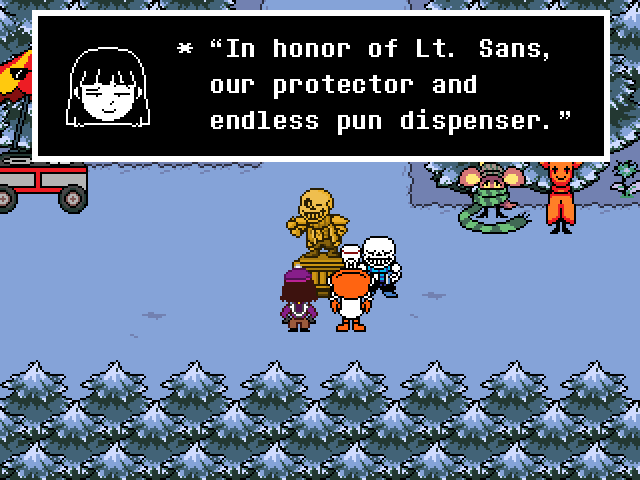 * “In honor of Lt. Sans,
our protector and
endless pun dispenser.”